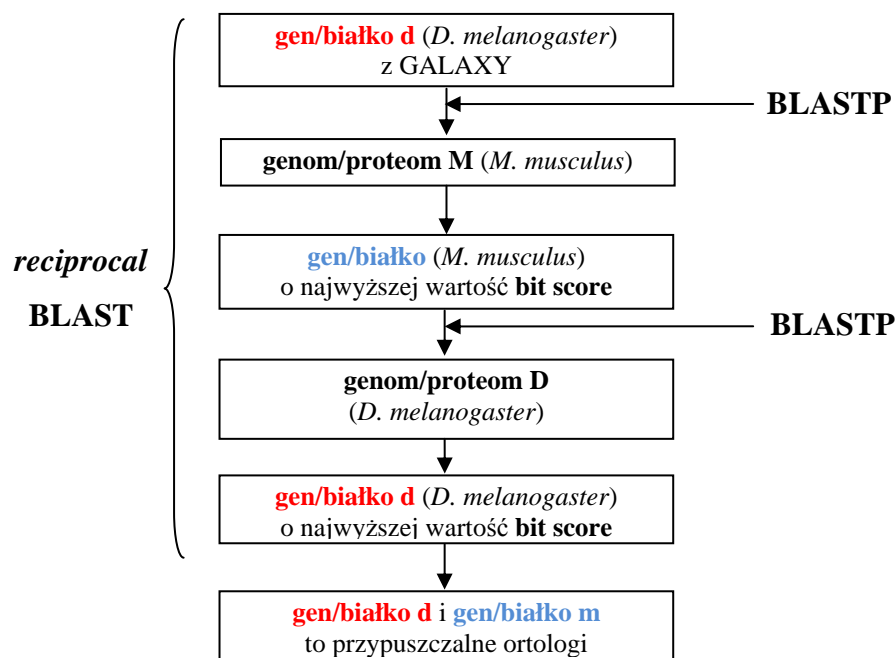 gen/białko d (D. melanogaster)
z GALAXY
BLASTP
genom/proteom M (M. musculus)
gen/białko (M. musculus)
o najwyższej wartość bit score
reciprocal
BLAST
BLASTP
genom/proteom D
(D. melanogaster)
gen/białko d (D. melanogaster)
o najwyższej wartość bit score
gen/białko d i gen/białko m
to przypuszczalne ortologi